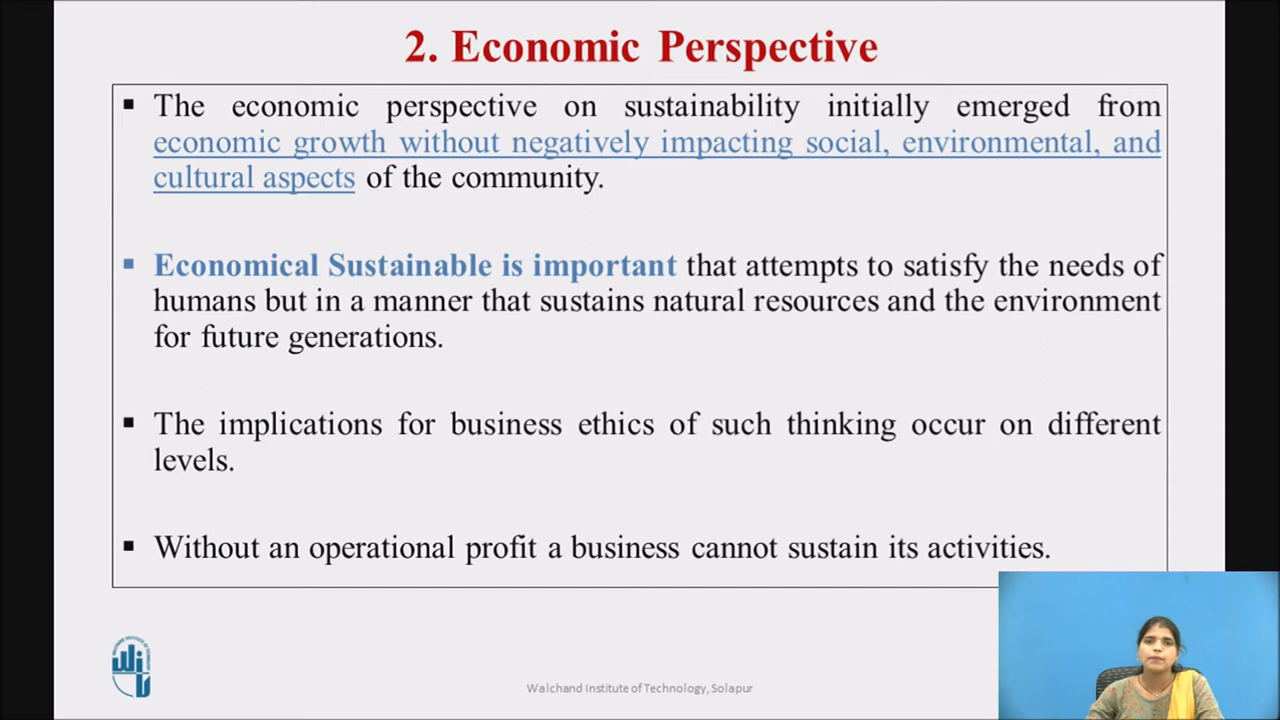 2. Economic Perspective
▪ The economic perspective on sustainability initially emerged from
economic growth without negatively impacting social, environmental, and
cultural aspects of the community.
▪ Economical Sustainable is important that attempts to satisfy the needs of
humans but in a manner that sustains natural resources and the environment
for future generations.
▪ The implications for business ethics of such thinking occur on different
levels.
▪ Without an operational profit a business cannot sustain its activities.
Walchand Institute of Technology, Solapur